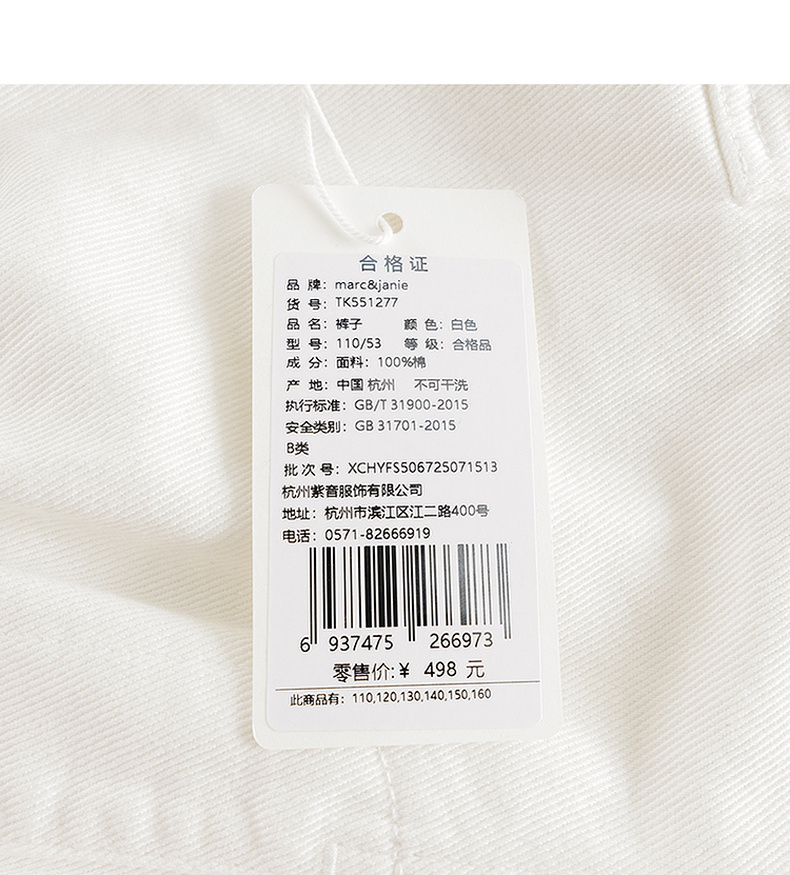 合格证
品 牌：marc&janie
货 号：TK551277
品 名：裤子 颜 色：白色
型 号：110/53 等 级：合格品
成 分：面料：100%棉
产 地：中国 杭州 不可干洗
执行标准：GB/T 31900-2015
安全类别：GB 31701-2015
B类
批 次 号：XCHYFS506725071513
杭州紫音服饰有限公司
地址：杭州市滨江区江二路400号
电话：0571-82666919
6 937475 266973
零售价:¥ 498 元
此商品有：110,120,130,140,150,160